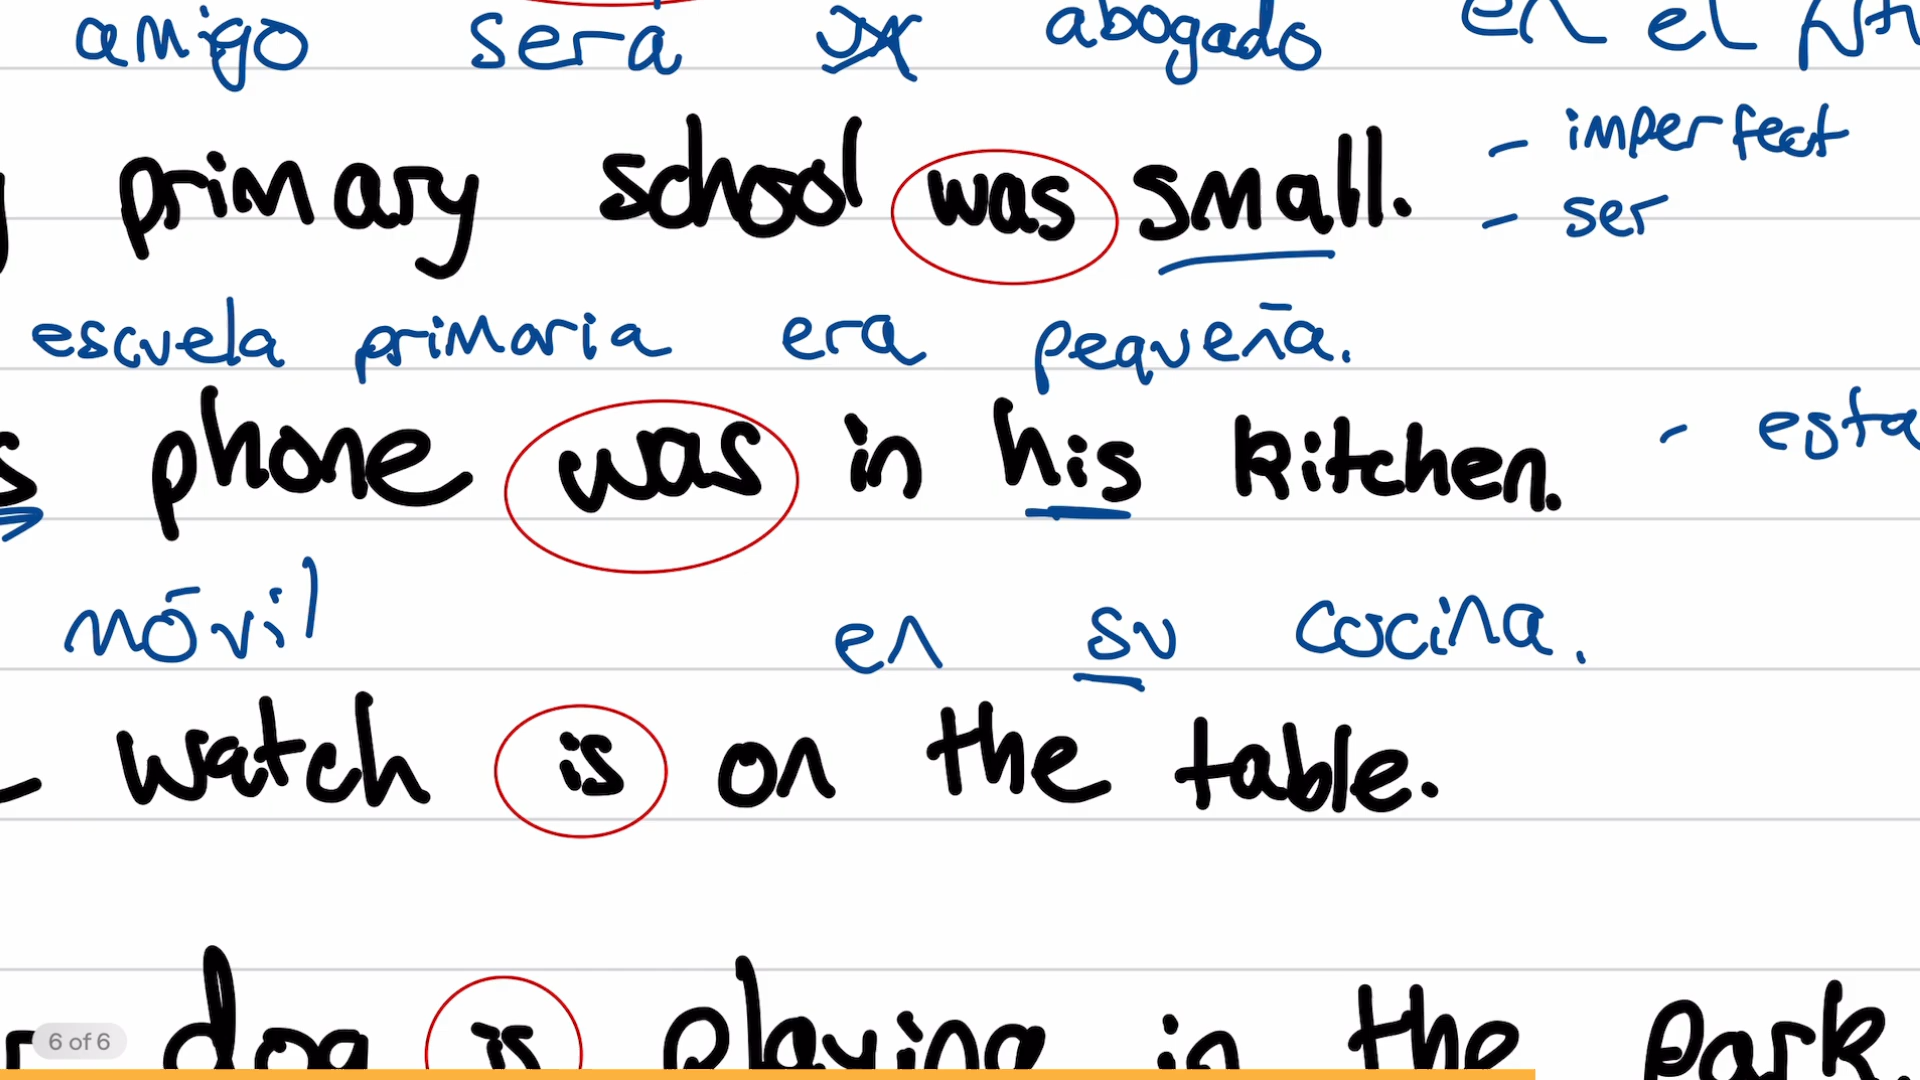 amigo será abogado en el
primary school was small. - imperfect
- ser
escuela primaria era pequeña.
phone was in his kitchen. - esta
móvil en su cocina.
watch is on the table.
dog is playing in the park.
6 of 6